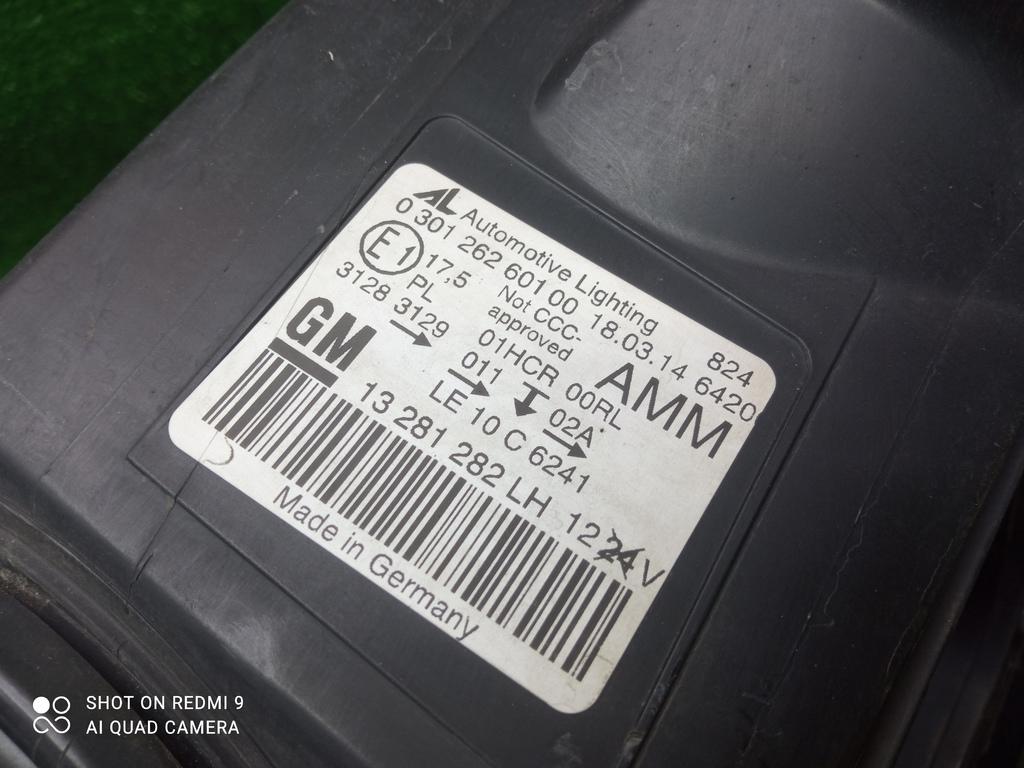 AL Automotive Lighting 824
0 301 262 601 00 18.03.14 6420
E1 17,5 Not CCC- AMM
PL approved
3128 3129 01HCR 00RL
011 02A
GM LE 10 C 6241
13 281 282 LH 12 24 V
Made in Germany
SHOT ON REDMI 9
AI QUAD CAMERA